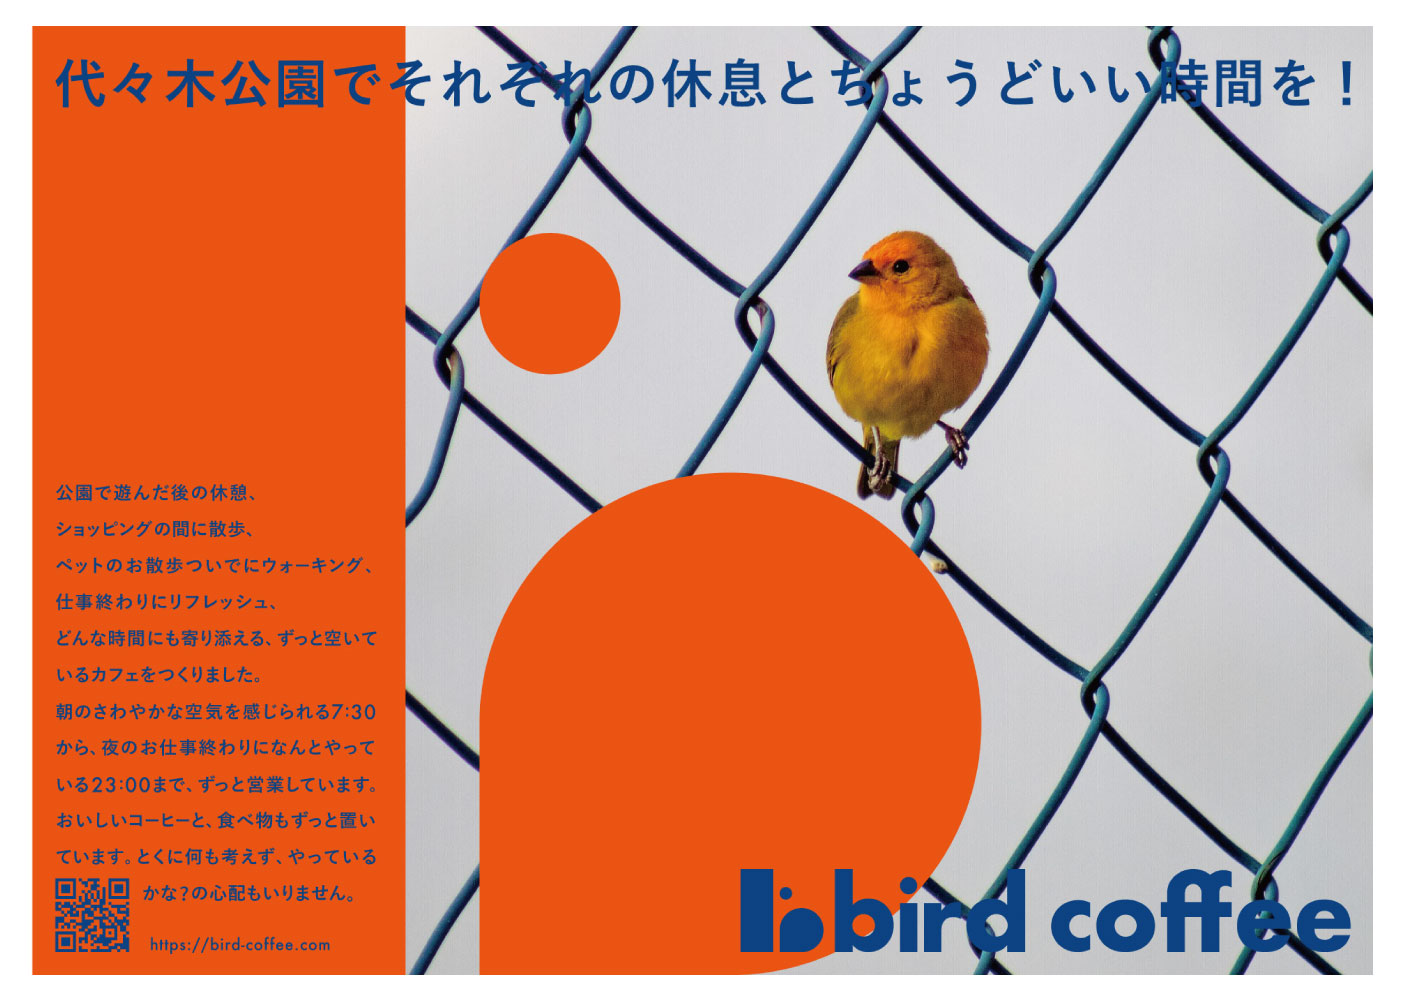 代々木公園でそれぞれの休息とちょうどいい時間を！
公園で遊んだ後の休憩、
ショッピングの間に散歩、
ペットのお散歩ついでにウォーキング、
仕事終わりにリフレッシュ、
どんな時間にも寄り添える、ずっと空いて
いるカフェをつくりました。
朝のさわやかな空気を感じられる7:30
から、夜のお仕事終わりになんとやって
いる23:00まで、ずっと営業しています。
おいしいコーヒーと、食べ物もずっと置い
ています。とくに何も考えず、やっている
かな？の心配もいりません。
https://bird-coffee.com
bird coffee